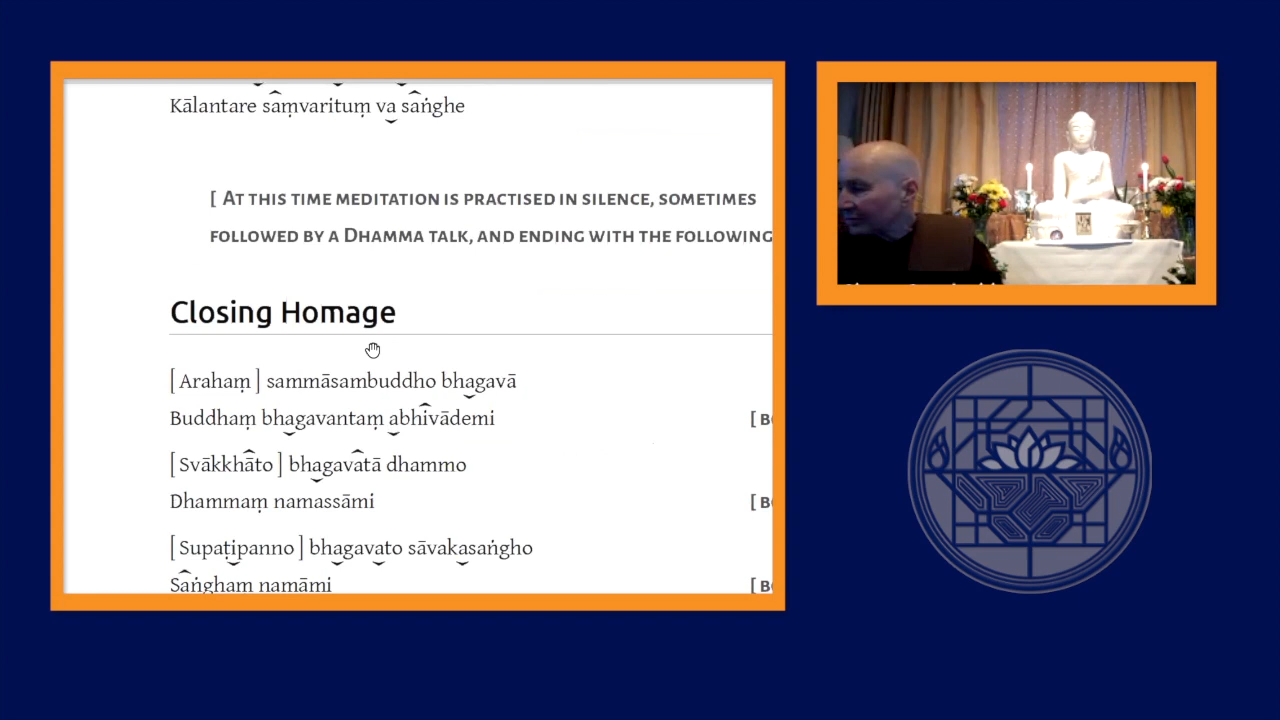 Kālantare sāṃvarituṃ va saṅghe
[ At this time meditation is practised in silence, sometimes
followed by a Dhamma talk, and ending with the following
Closing Homage
[ Arahaṃ ] sammāsambuddho bhagavā
Buddhaṃ bhagavantaṃ abhivādemi [ B
[ Svākkhāto ] bhagavatā dhammo
Dhammaṃ namassāmi [ B
[ Supaṭipanno ] bhagavato sāvakasaṅgho
Saṅghaṃ namāmi [ B